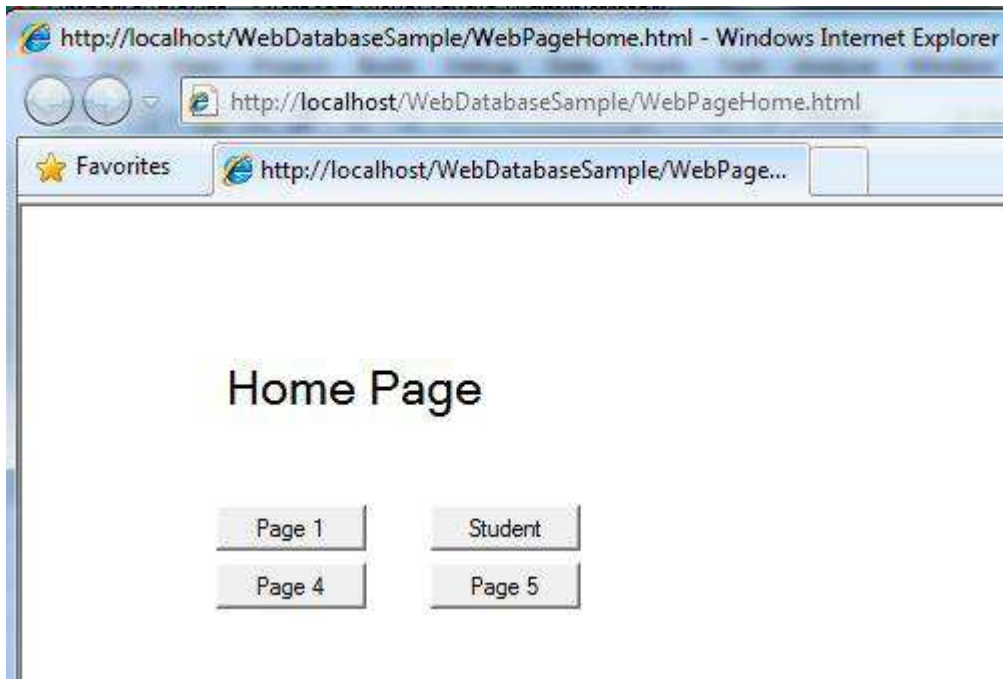 http://localhost/WebDatabaseSample/WebPageHome.html - Windows Internet Explorer
http://localhost/WebDatabaseSample/WebPageHome.html
Favorites
http://localhost/WebDatabaseSample/WebPage...
Home Page
Page 1 Student
Page 4 Page 5